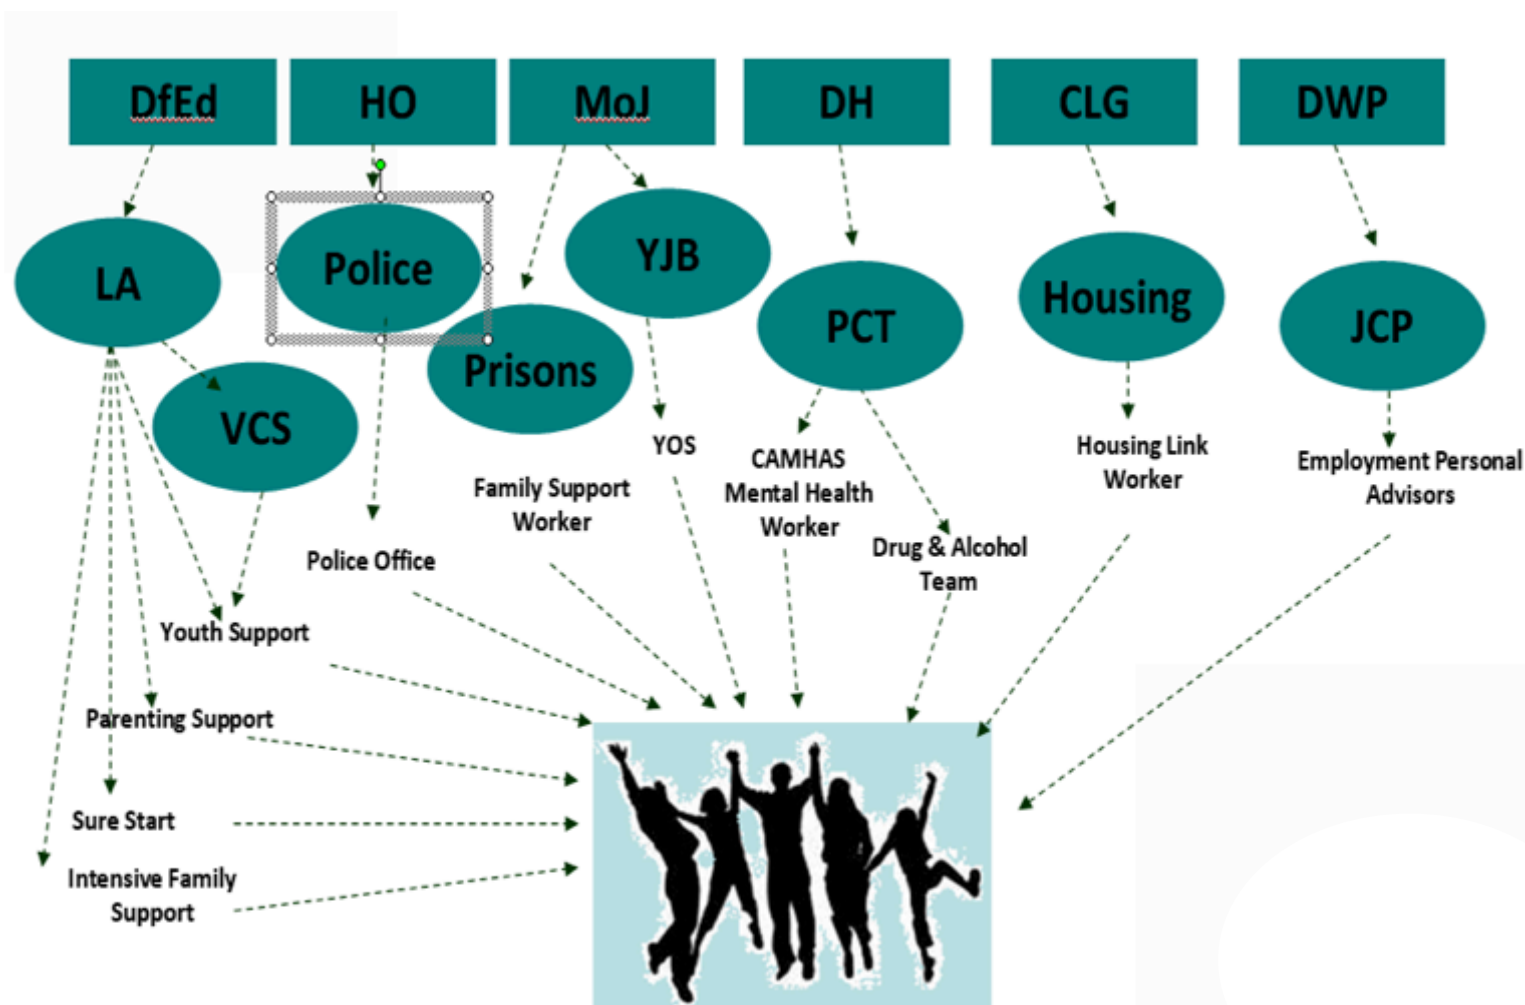 DfEd
HO
MoJ
DH
CLG
DWP
LA
Police
YJB
Housing
PCT
JCP
Prisons
VCS
YOS
CAMHAS
Mental Health
Worker
Housing Link
Worker
Employment Personal
Advisors
Family Support
Worker
Police Office
Drug & Alcohol
Team
Youth Support
Parenting Support
Sure Start
Intensive Family
Support